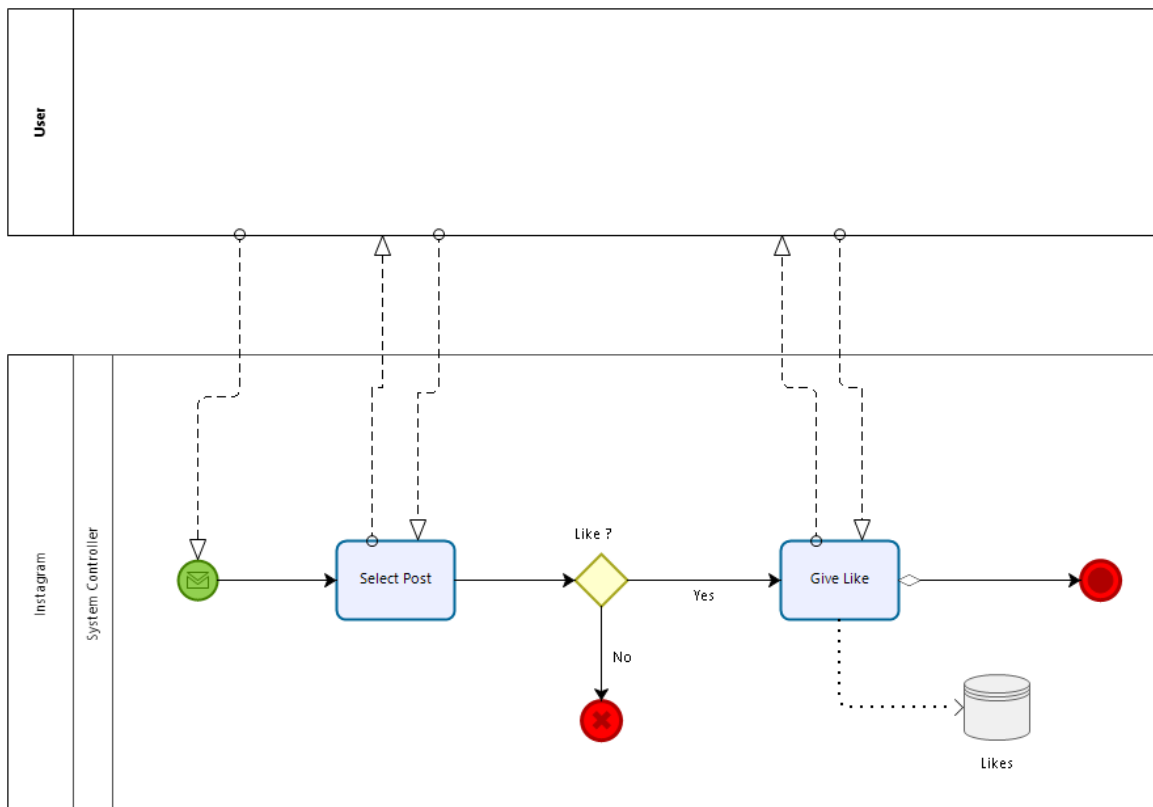 User
Instagram
System Controller
Select Post
Like ?
Yes
No
Give Like
Likes